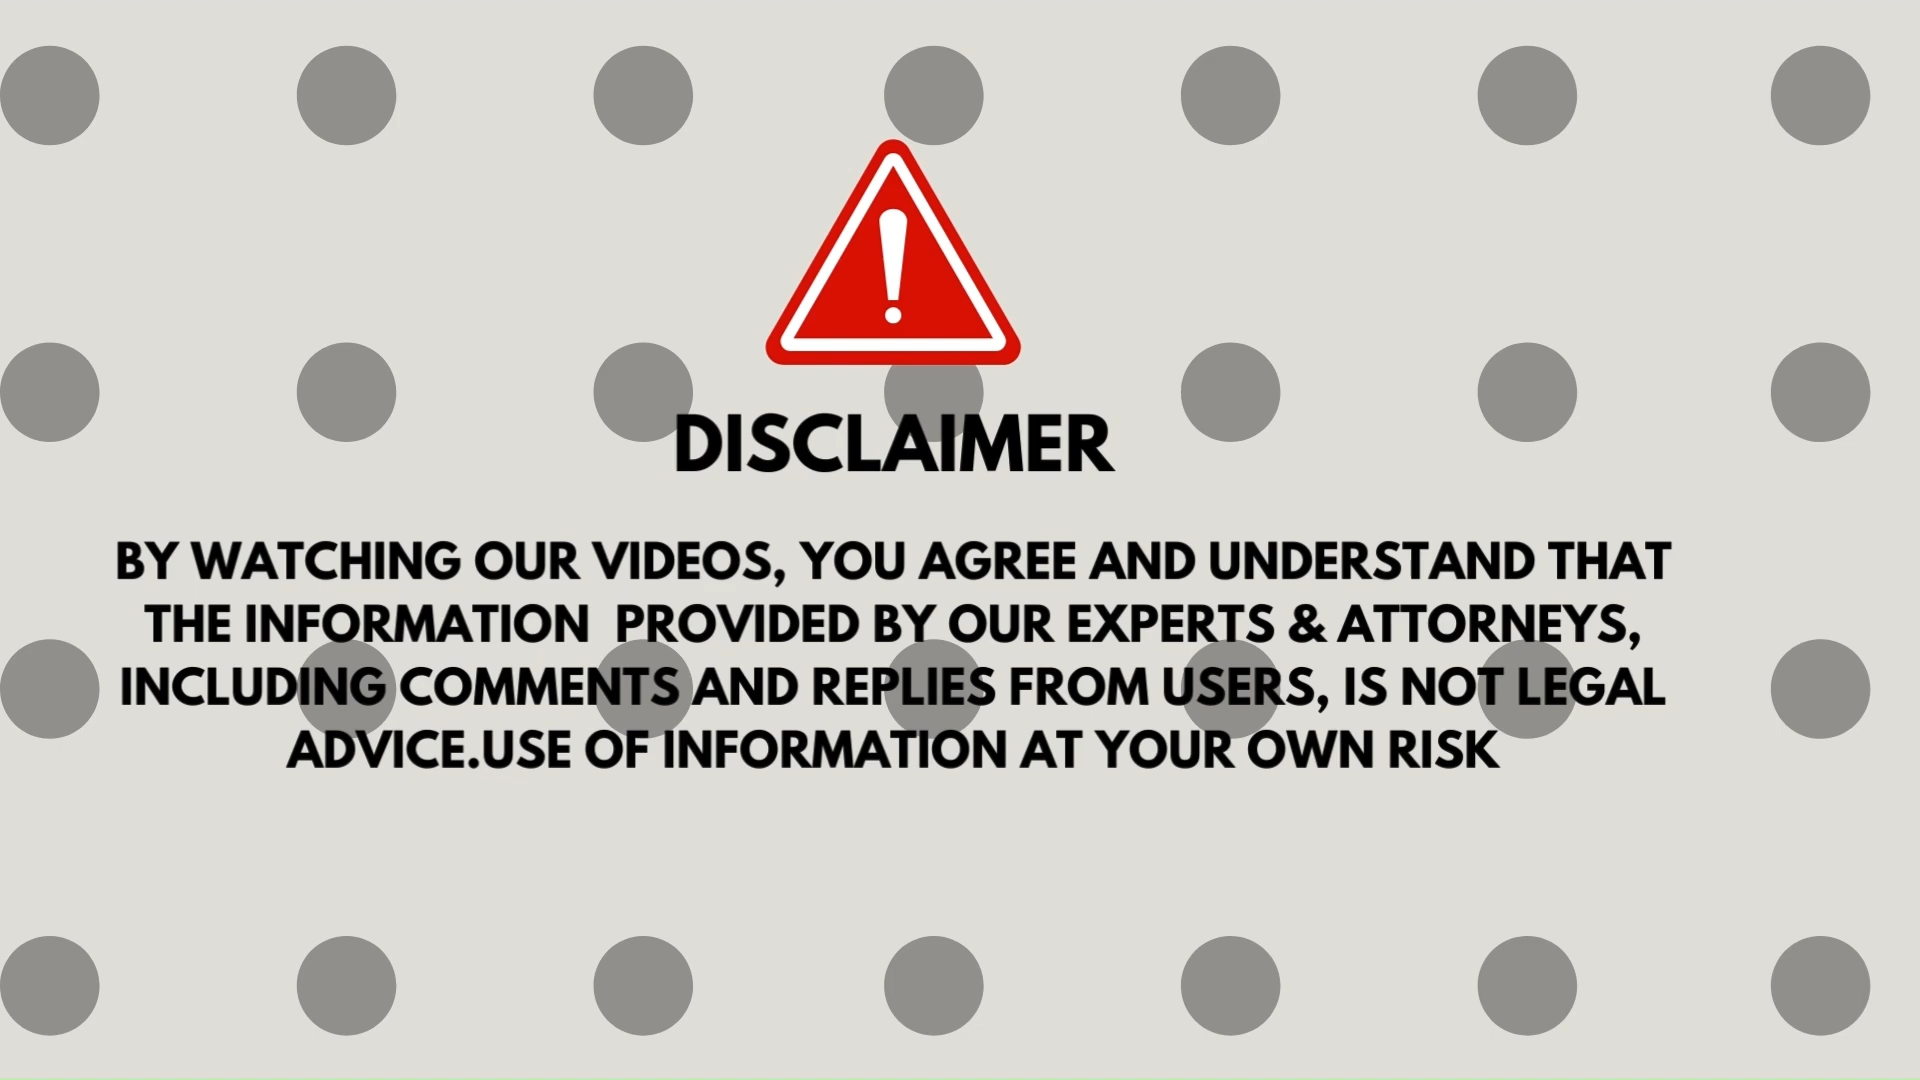 DISCLAIMER
BY WATCHING OUR VIDEOS, YOU AGREE AND UNDERSTAND THAT
THE INFORMATION  PROVIDED BY OUR EXPERTS & ATTORNEYS,
INCLUDING COMMENTS AND REPLIES FROM USERS, IS NOT LEGAL
ADVICE.USE OF INFORMATION AT YOUR OWN RISK